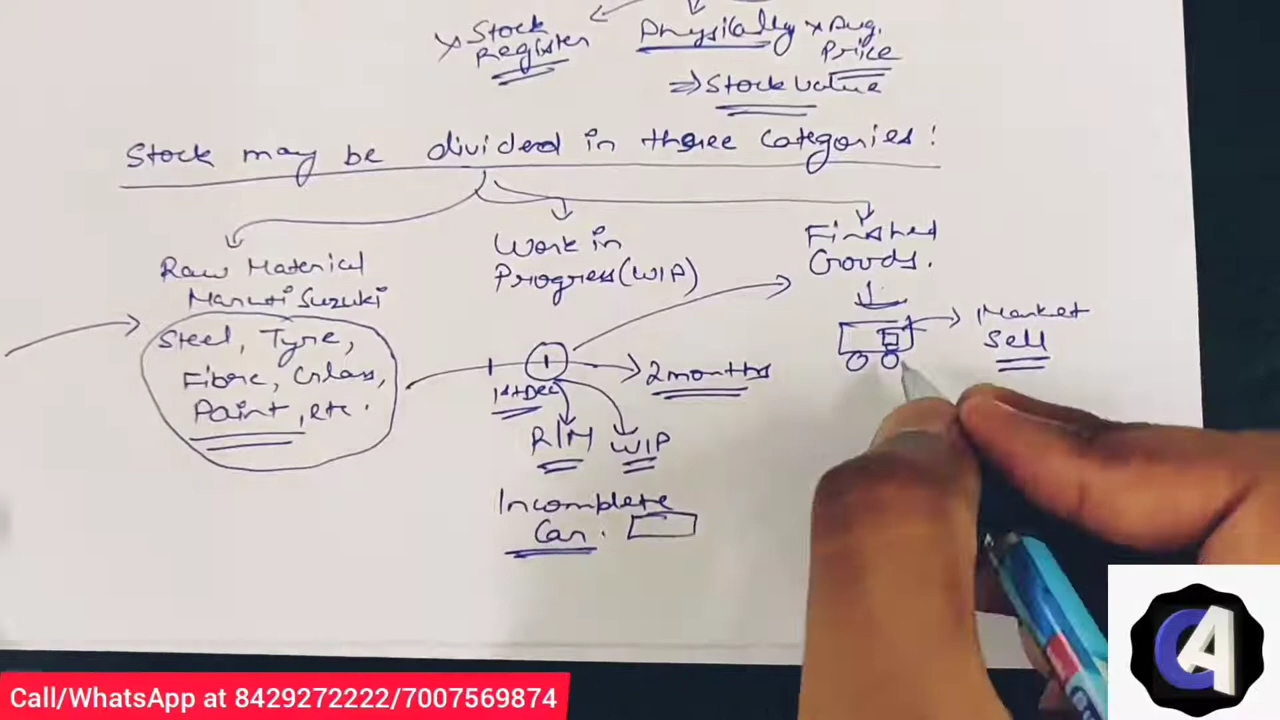 Stock Register
Physically × Avg. Price
⇒ Stock Value
Stock may be divided in three categories:
Raw Material
Maruti Suzuki
Steel, Tyre,
Fibre, Glass,
Paint, etc.
Work in
Progress (WIP)
1st Dec
2 months
R/M WIP
Incomplete
Car.
Finished
Goods.
Market
Sell
Call/WhatsApp at 8429272222/7007569874
CA